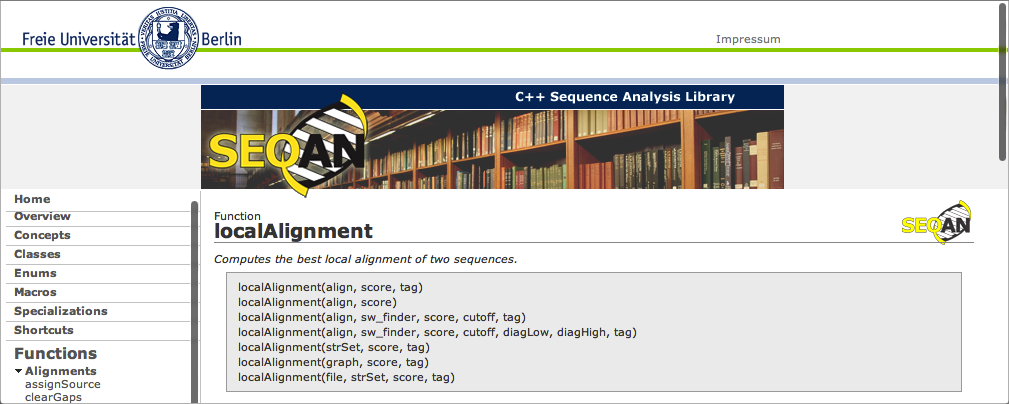 Freie Universität Berlin
Impressum
C++ Sequence Analysis Library
SEQAN
Home
Overview
Concepts
Classes
Enums
Macros
Specializations
Shortcuts
Functions
Alignments
assignSource
clearGaps
Function
localAlignment
SEQAN
Computes the best local alignment of two sequences.
localAlignment(align, score, tag)
localAlignment(align, score)
localAlignment(align, sw_finder, score, cutoff, tag)
localAlignment(align, sw_finder, score, cutoff, diagLow, diagHigh, tag)
localAlignment(strSet, score, tag)
localAlignment(graph, score, tag)
localAlignment(file, strSet, score, tag)